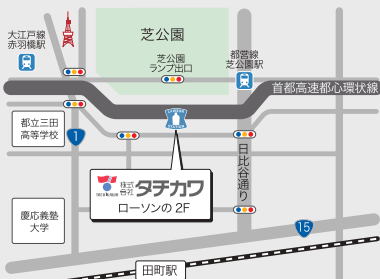 大江戸線
赤羽橋駅
芝公園
芝公園
ランプ出口
都営線
芝公園駅
首都高速都心環状線
都立三田
高等学校
1
日比谷通り
株式
会社
タチカワ
ローソンの 2F
慶応義塾
大学
15
田町駅